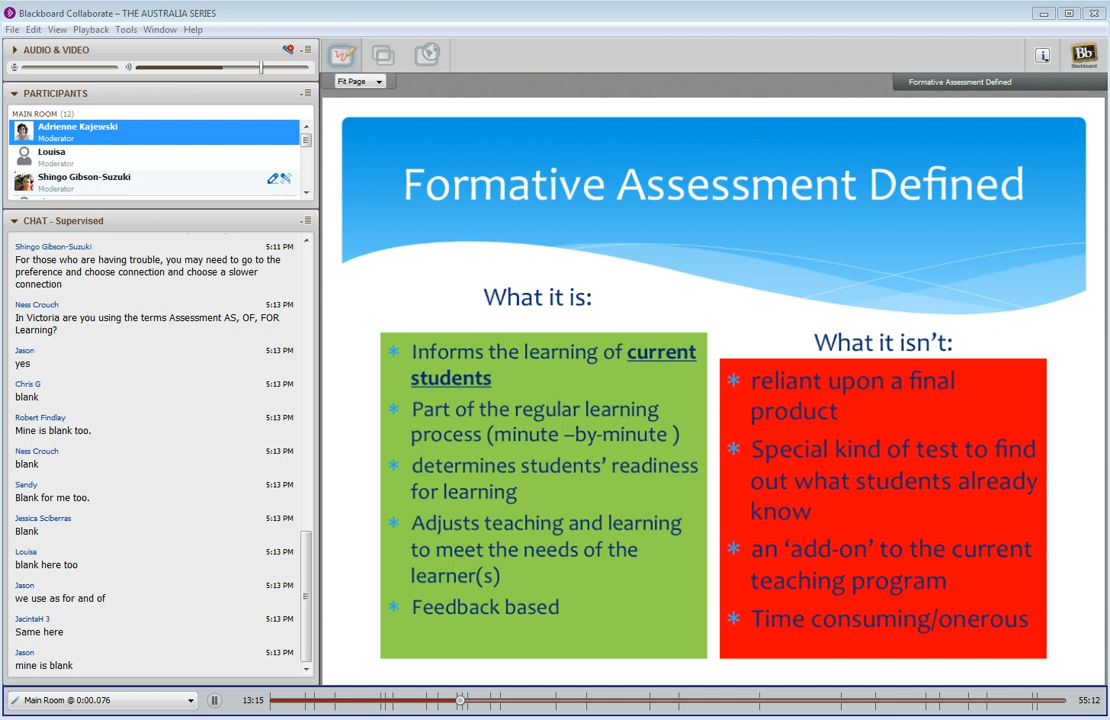 Blackboard Collaborate – THE AUSTRALIA SERIES
File Edit View Playback Tools Window Help
AUDIO & VIDEO
PARTICIPANTS
MAIN ROOM (12)
Adrienne Kajewski
Moderator
Louisa
Moderator
Shingo Gibson-Suzuki
Moderator
CHAT - Supervised
Shingo Gibson-Suzuki 5:11 PM
For those who are having trouble, you may need to go to the
preference and choose connection and choose a slower
connection
Ness Crouch 5:13 PM
In Victoria are you using the terms Assessment AS, OF, FOR
Learning?
Jason 5:13 PM
yes
Chris G 5:13 PM
blank
Robert Findlay 5:13 PM
Mine is blank too.
Ness Crouch 5:13 PM
blank
Sandy 5:13 PM
Blank for me too.
Jessica Sciberras 5:13 PM
Blank
Louisa 5:13 PM
blank here too
Jason 5:13 PM
we use as for and of
JacintaH 3 5:13 PM
Same here
Jason 5:13 PM
mine is blank
Main Room @ 0:00.076
13:15
55:12
Fit Page
Bb
Blackboard
Formative Assessment Defined
Formative Assessment Defined
What it is:
* Informs the learning of current
students
* Part of the regular learning
process (minute –by-minute )
* determines students’ readiness
for learning
* Adjusts teaching and learning
to meet the needs of the
learner(s)
* Feedback based
What it isn’t:
* reliant upon a final
product
* Special kind of test to find
out what students already
know
* an ‘add-on’ to the current
teaching program
* Time consuming/onerous